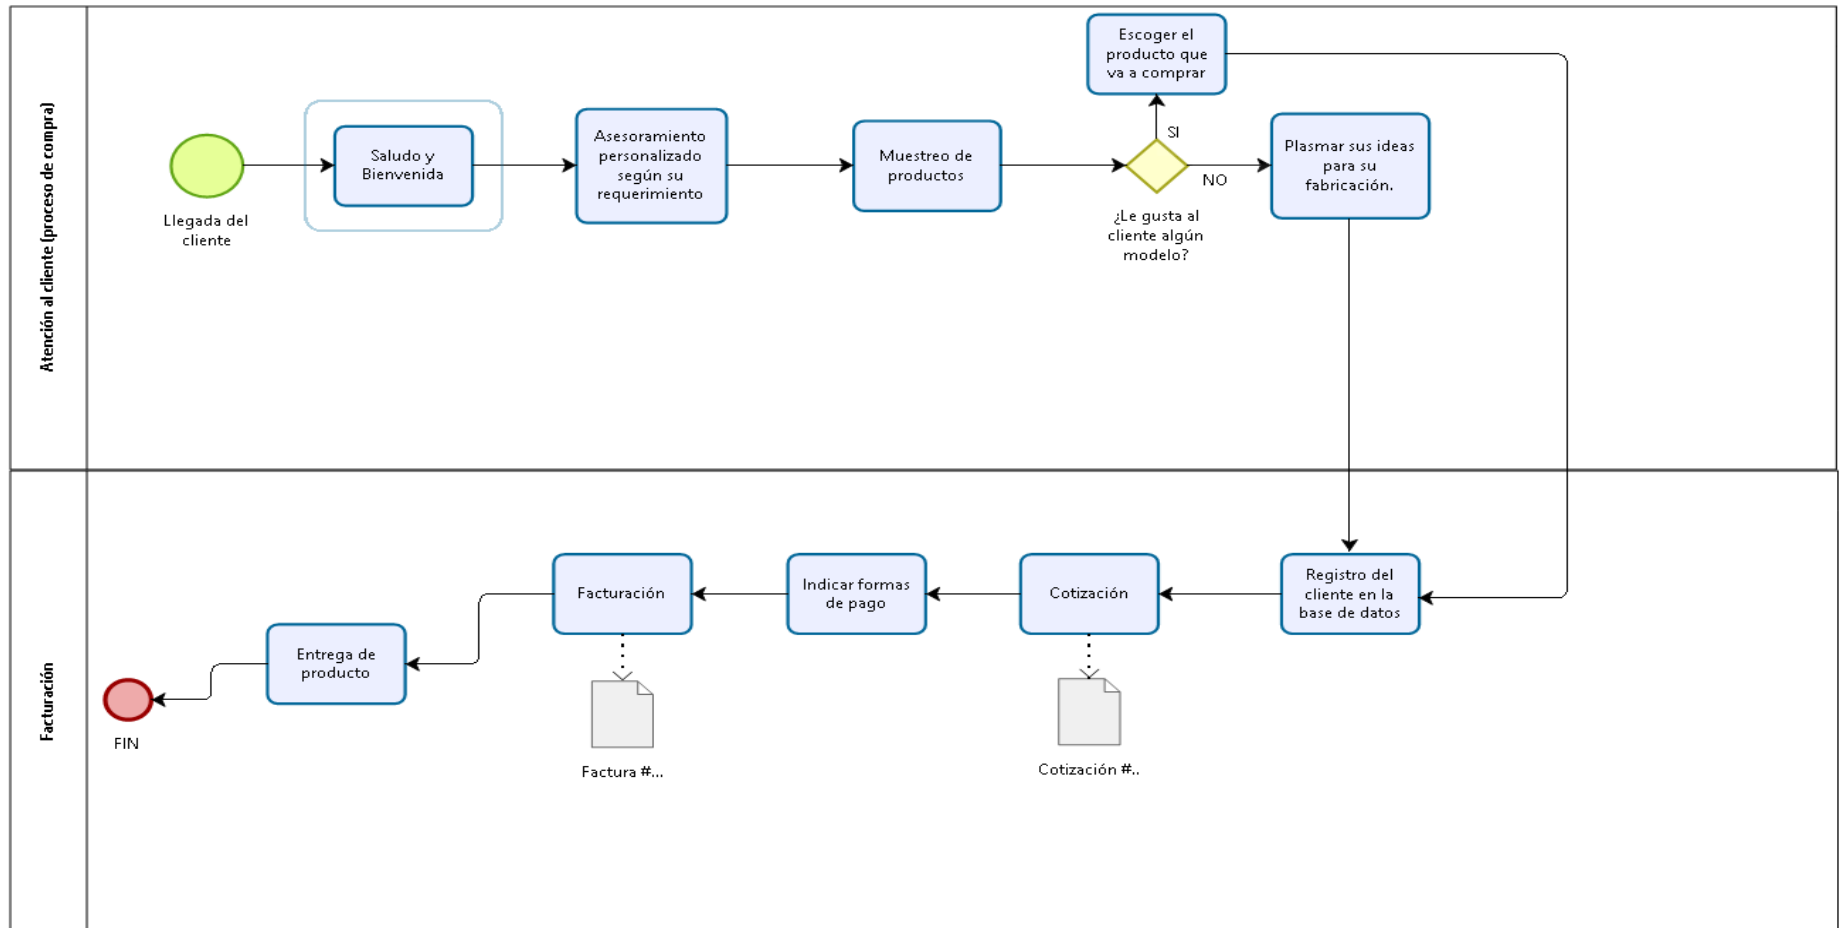 Atención al cliente (proceso de compra)
Llegada del
cliente
Saludo y
Bienvenida
Asesoramiento
personalizado
según su
requerimiento
Muestreo de
productos
¿Le gusta al
cliente algún
modelo?
SI
Escoger el
producto que
va a comprar
NO
Plasmar sus ideas
para su
fabricación.
Facturación
Registro del
cliente en la
base de datos
Cotización
Cotización #..
Indicar formas
de pago
Facturación
Factura #...
Entrega de
producto
FIN